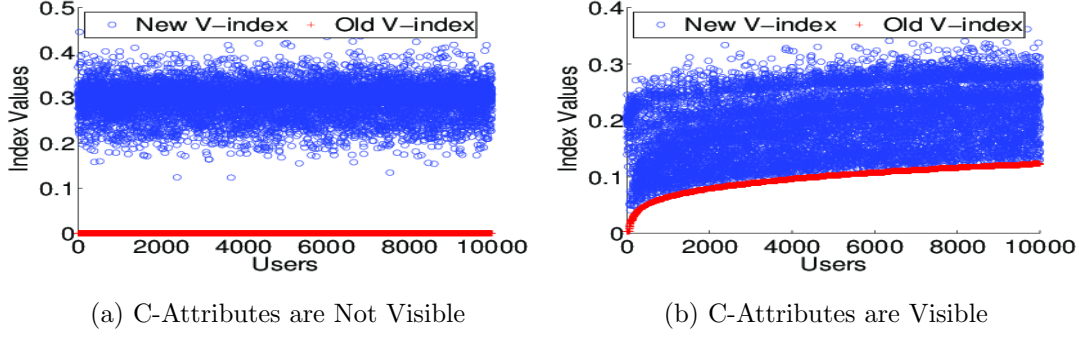 New V-index Old V-index
Index Values
0.5
0.4
0.3
0.2
0.1
0
0 2000 4000 6000 8000 10000
Users
(a) C-Attributes are Not Visible
New V-index Old V-index
Index Values
0.4
0.3
0.2
0.1
0
0 2000 4000 6000 8000 10000
Users
(b) C-Attributes are Visible